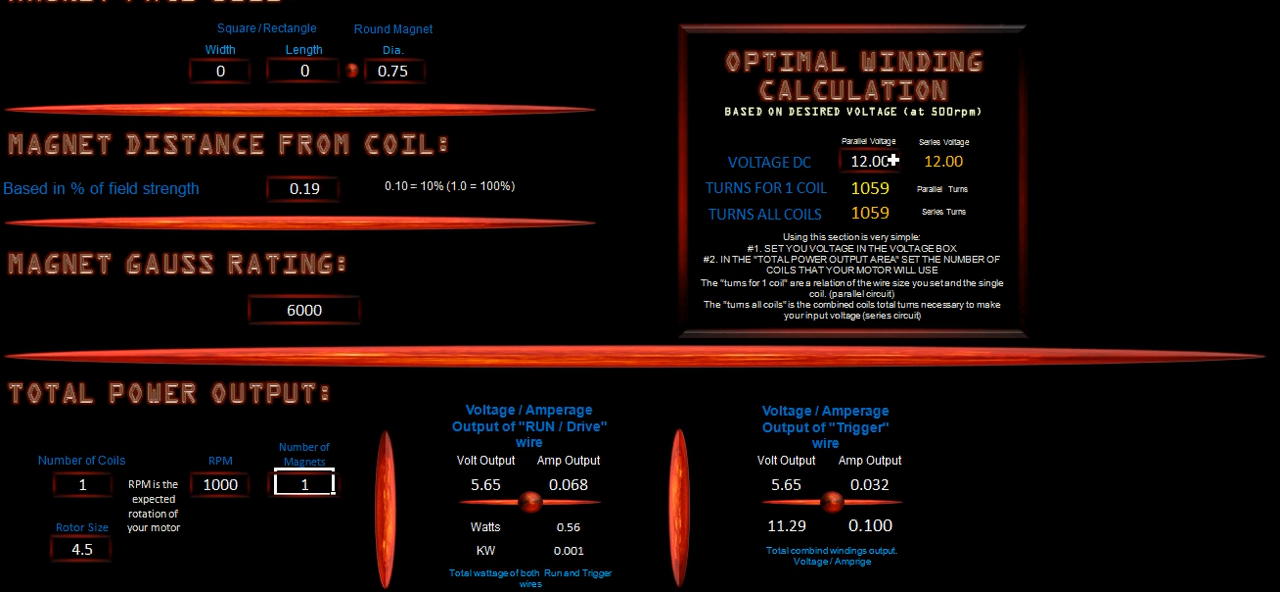 Square / Rectangle
Round Magnet
Width
Length
Dia.
0
0
0.75
MAGNET DISTANCE FROM COIL:
Based in % of field strength
0.19
0.10 = 10% (1.0 = 100%)
MAGNET GAUSS RATING:
6000
OPTIMAL WINDING
CALCULATION
BASED ON DESIRED VOLTAGE (at 500rpm)
Parallel Voltage
Series Voltage
VOLTAGE DC
12.00
12.00
TURNS FOR 1 COIL
1059
Parallel Turns
TURNS ALL COILS
1059
Series Turns
Using this section is very simple:
#1. SET YOU VOLTAGE IN THE VOLTAGE BOX
#2. IN THE "TOTAL POWER OUTPUT AREA" SET THE NUMBER OF
COILS THAT YOUR MOTOR WILL USE
The "turns for 1 coil" are a relation of the wire size you set and the single
coil. (parallel circuit)
The "turns all coils" is the combined coils total turns necessary to make
your input voltage (series circuit)
TOTAL POWER OUTPUT:
Number of Coils
1
RPM is the
expected
rotation of
your motor
RPM
1000
Number of
Magnets
1
Rotor Size
4.5
Voltage / Amperage
Output of "RUN / Drive"
wire
Volt Output
Amp Output
5.65
0.068
Watts
0.56
KW
0.001
Total wattage of both Run and Trigger
wires
Voltage / Amperage
Output of "Trigger"
wire
Volt Output
Amp Output
5.65
0.032
11.29
0.100
Total combind windings output.
Voltage / Amprige